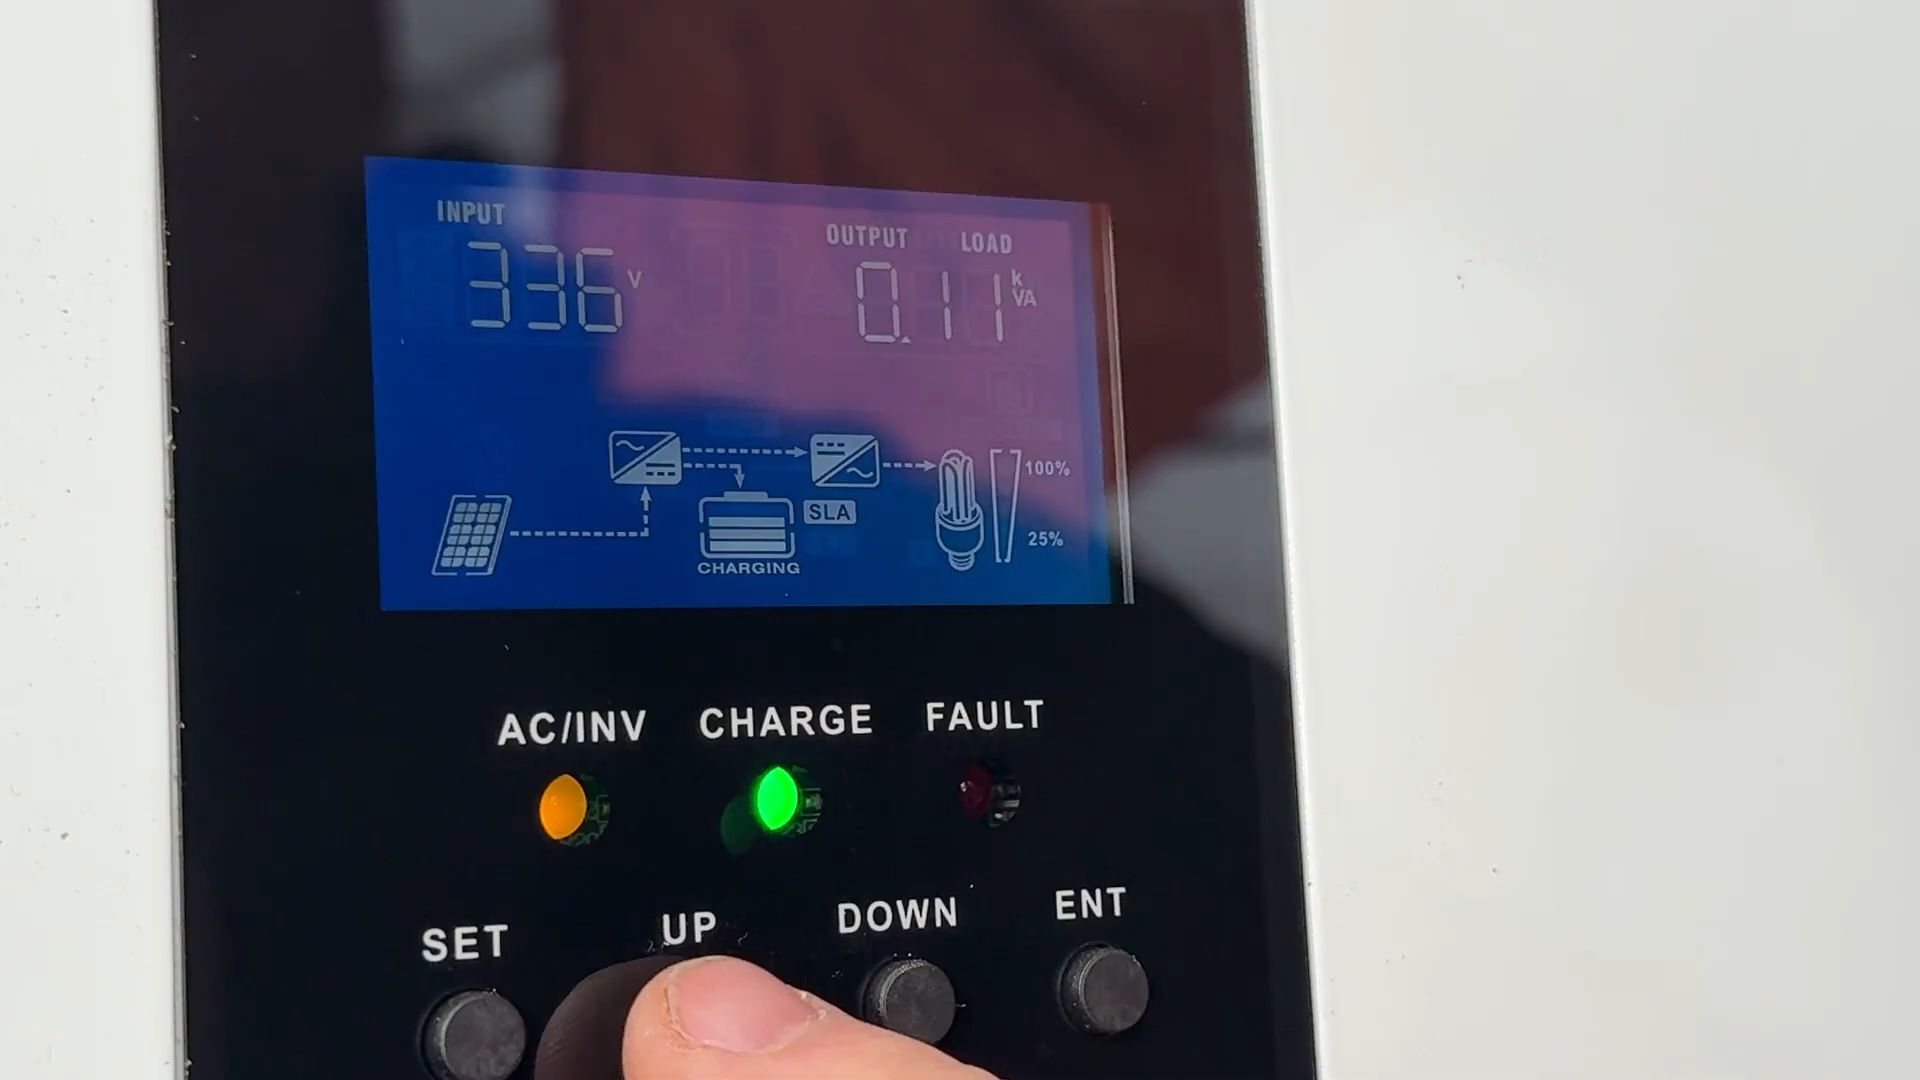 INPUT
336 V
OUTPUT LOAD
0.11 kVA
100%
SLA
25%
CHARGING
AC/INV CHARGE FAULT
SET UP DOWN ENT